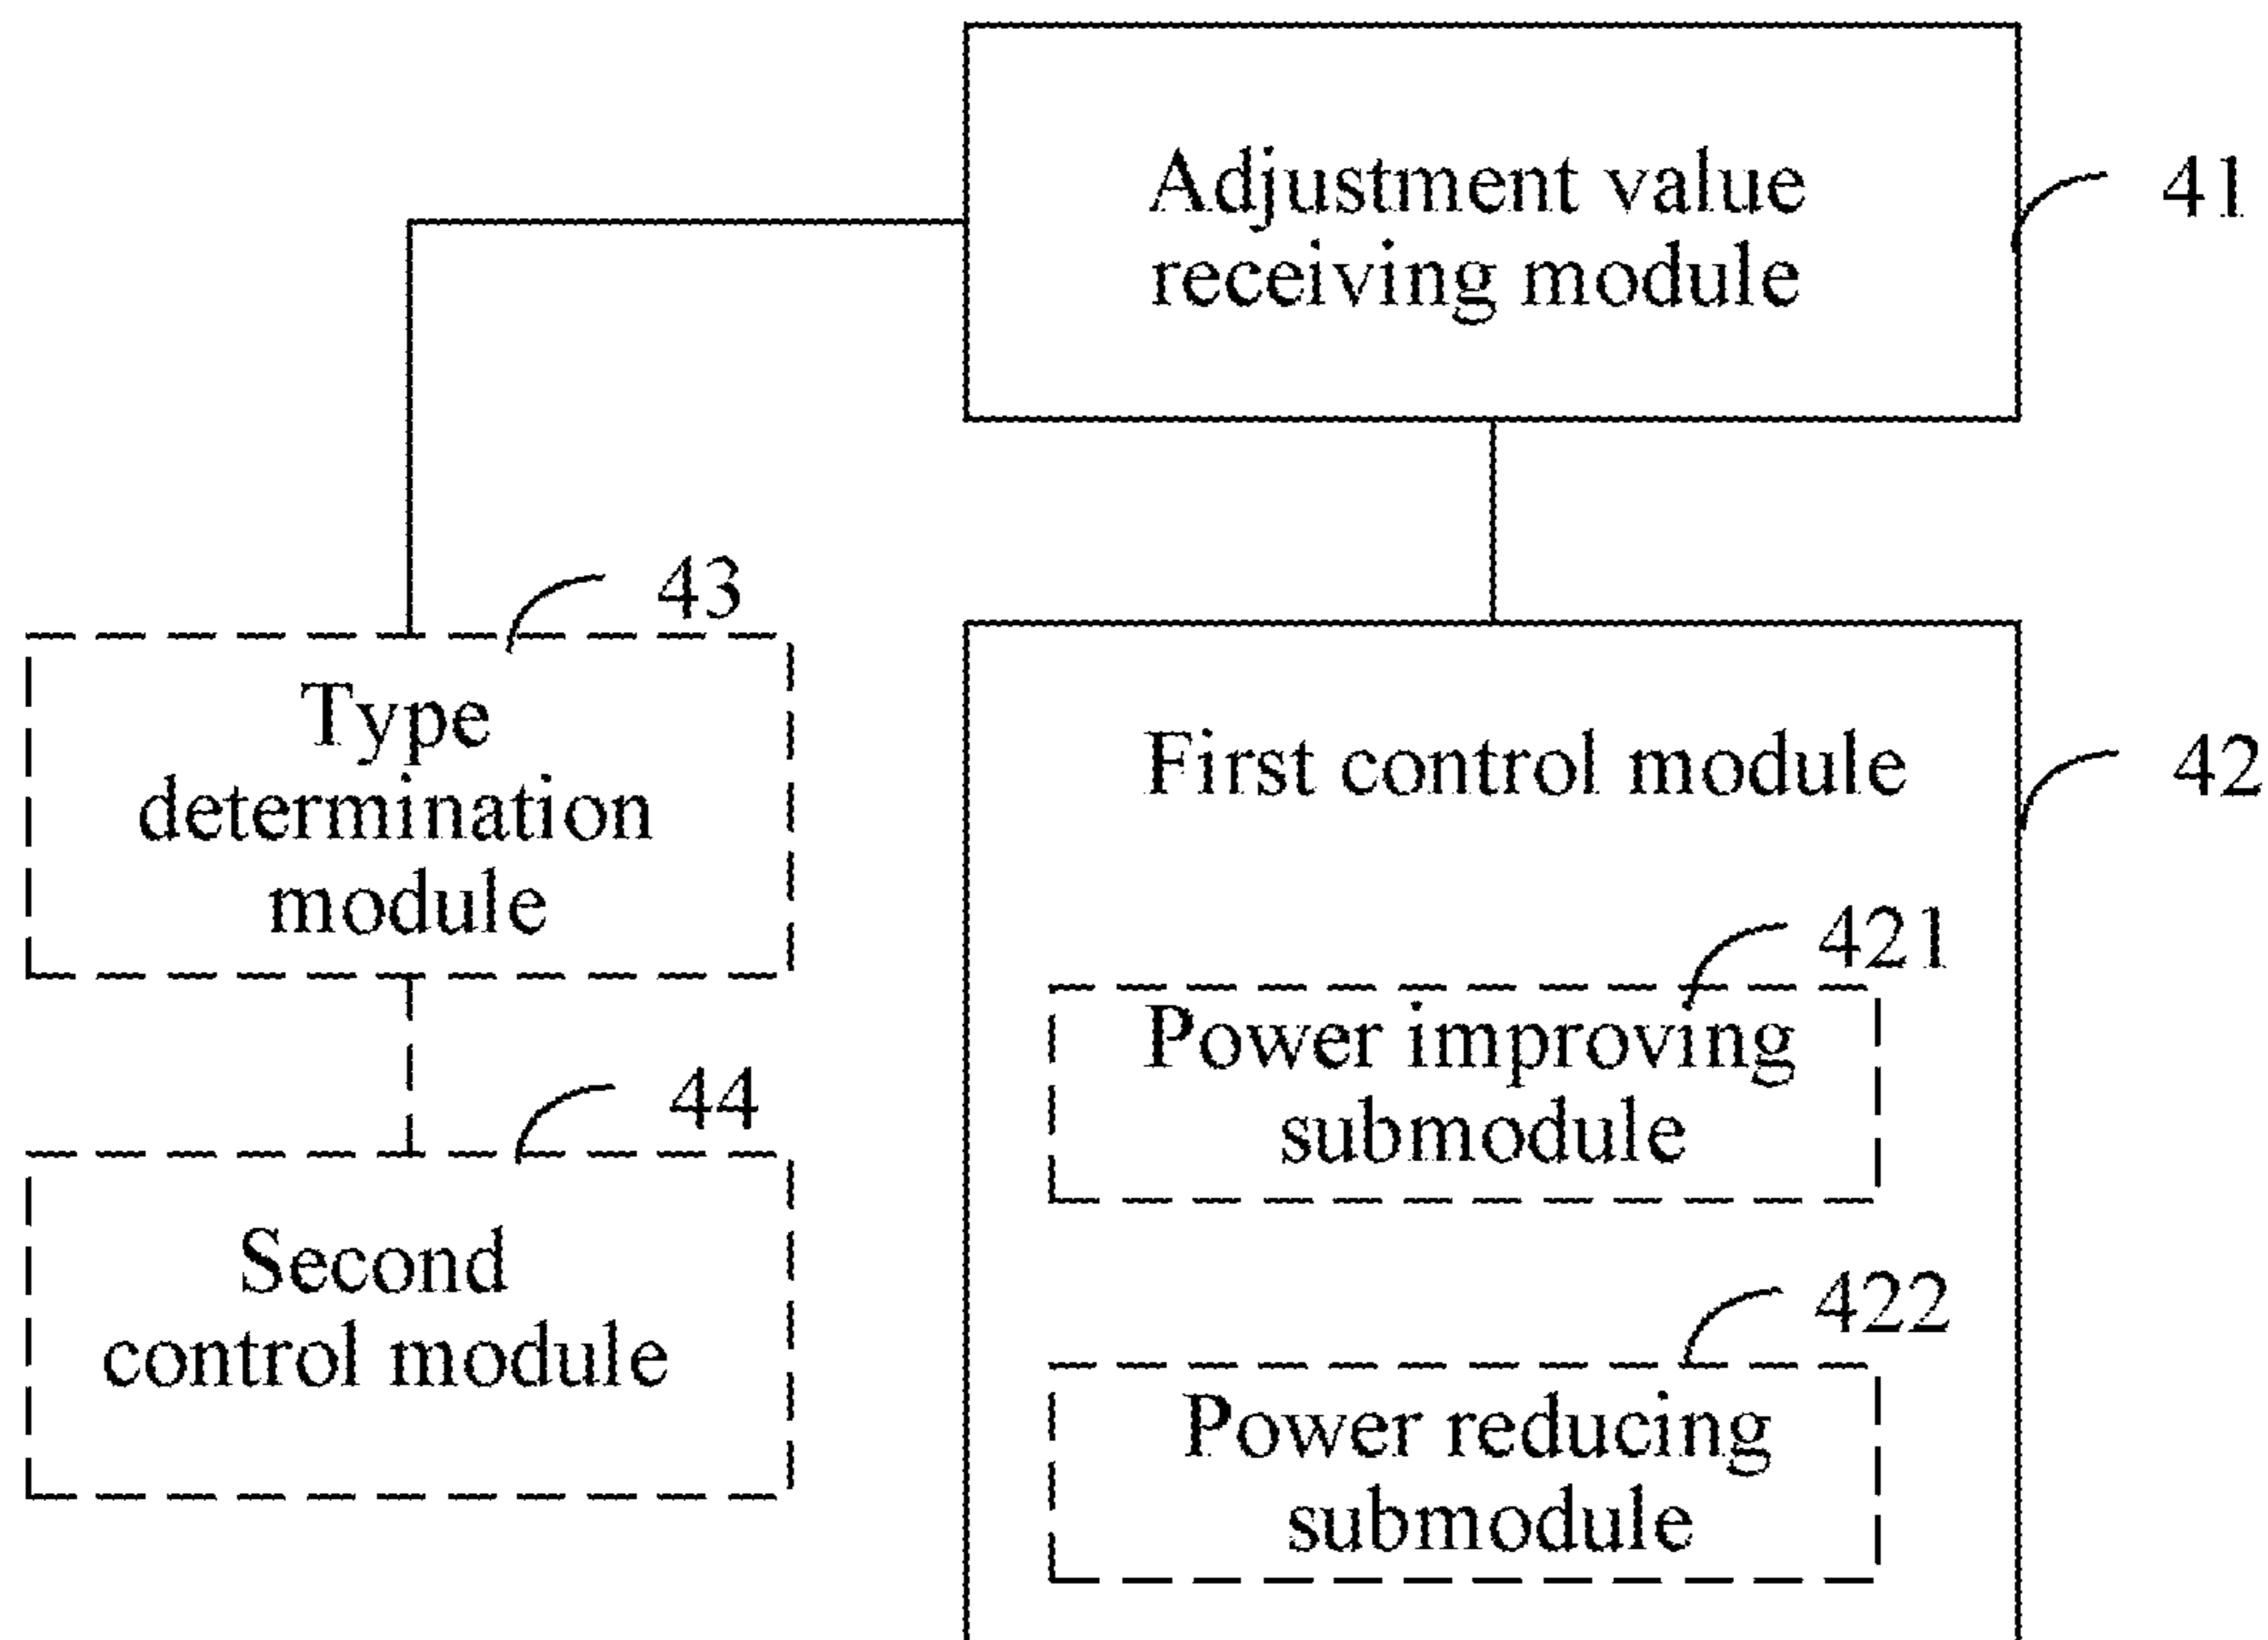 Adjustment value
receiving module
41
43
Type
determination
module
First control module
42
421
Power improving
submodule
44
Second
control module
422
Power reducing
submodule